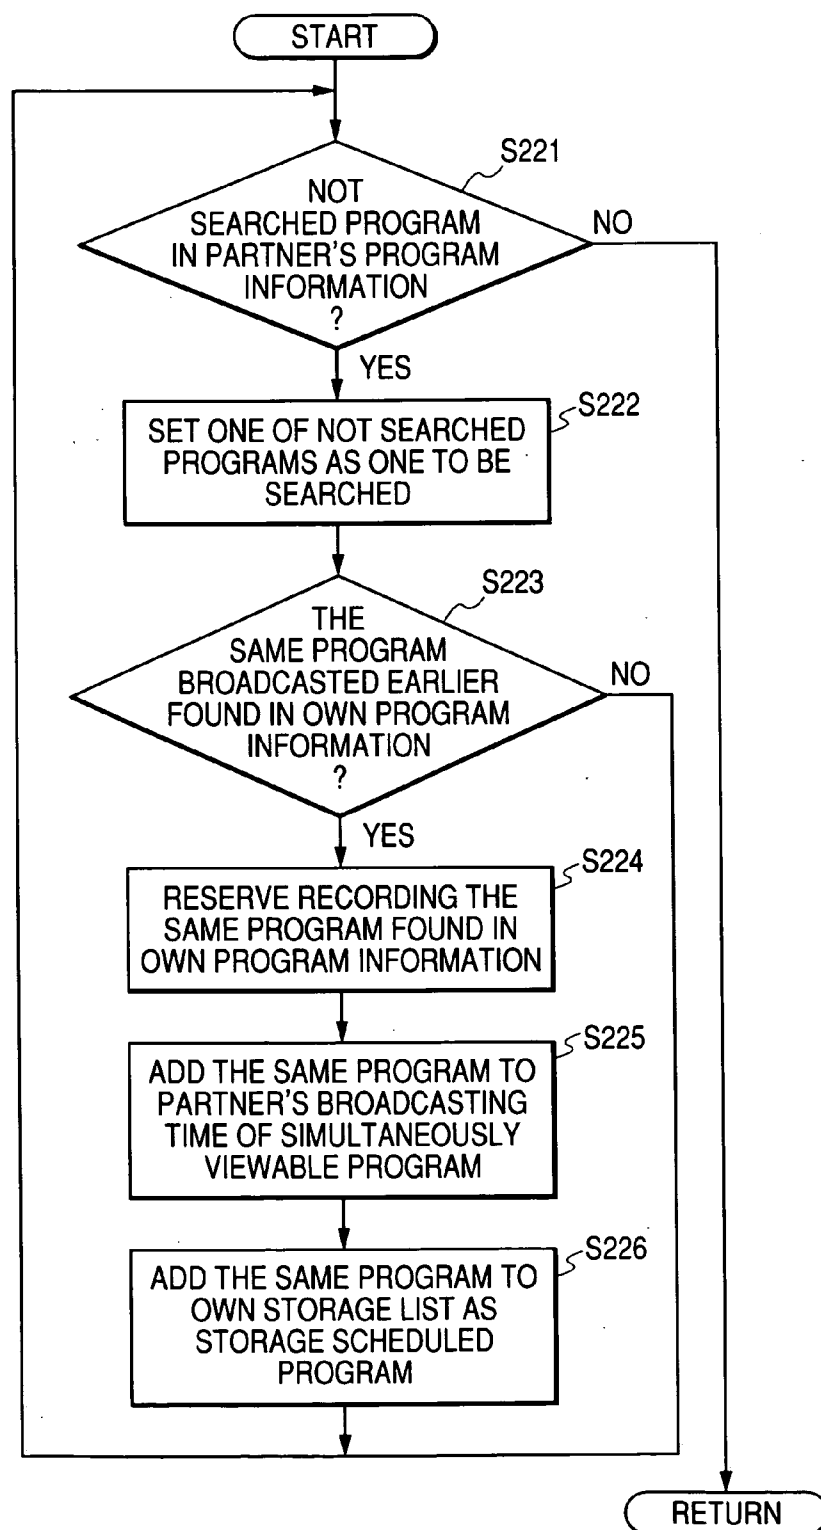 START
S221
NOT
SEARCHED PROGRAM
IN PARTNER'S PROGRAM
INFORMATION
?
NO
YES
S222
SET ONE OF NOT SEARCHED
PROGRAMS AS ONE TO BE
SEARCHED
S223
THE
SAME PROGRAM
BROADCASTED EARLIER
FOUND IN OWN PROGRAM
INFORMATION
?
NO
YES
S224
RESERVE RECORDING THE
SAME PROGRAM FOUND IN
OWN PROGRAM INFORMATION
S225
ADD THE SAME PROGRAM TO
PARTNER'S BROADCASTING
TIME OF SIMULTANEOUSLY
VIEWABLE PROGRAM
S226
ADD THE SAME PROGRAM TO
OWN STORAGE LIST AS
STORAGE SCHEDULED
PROGRAM
RETURN